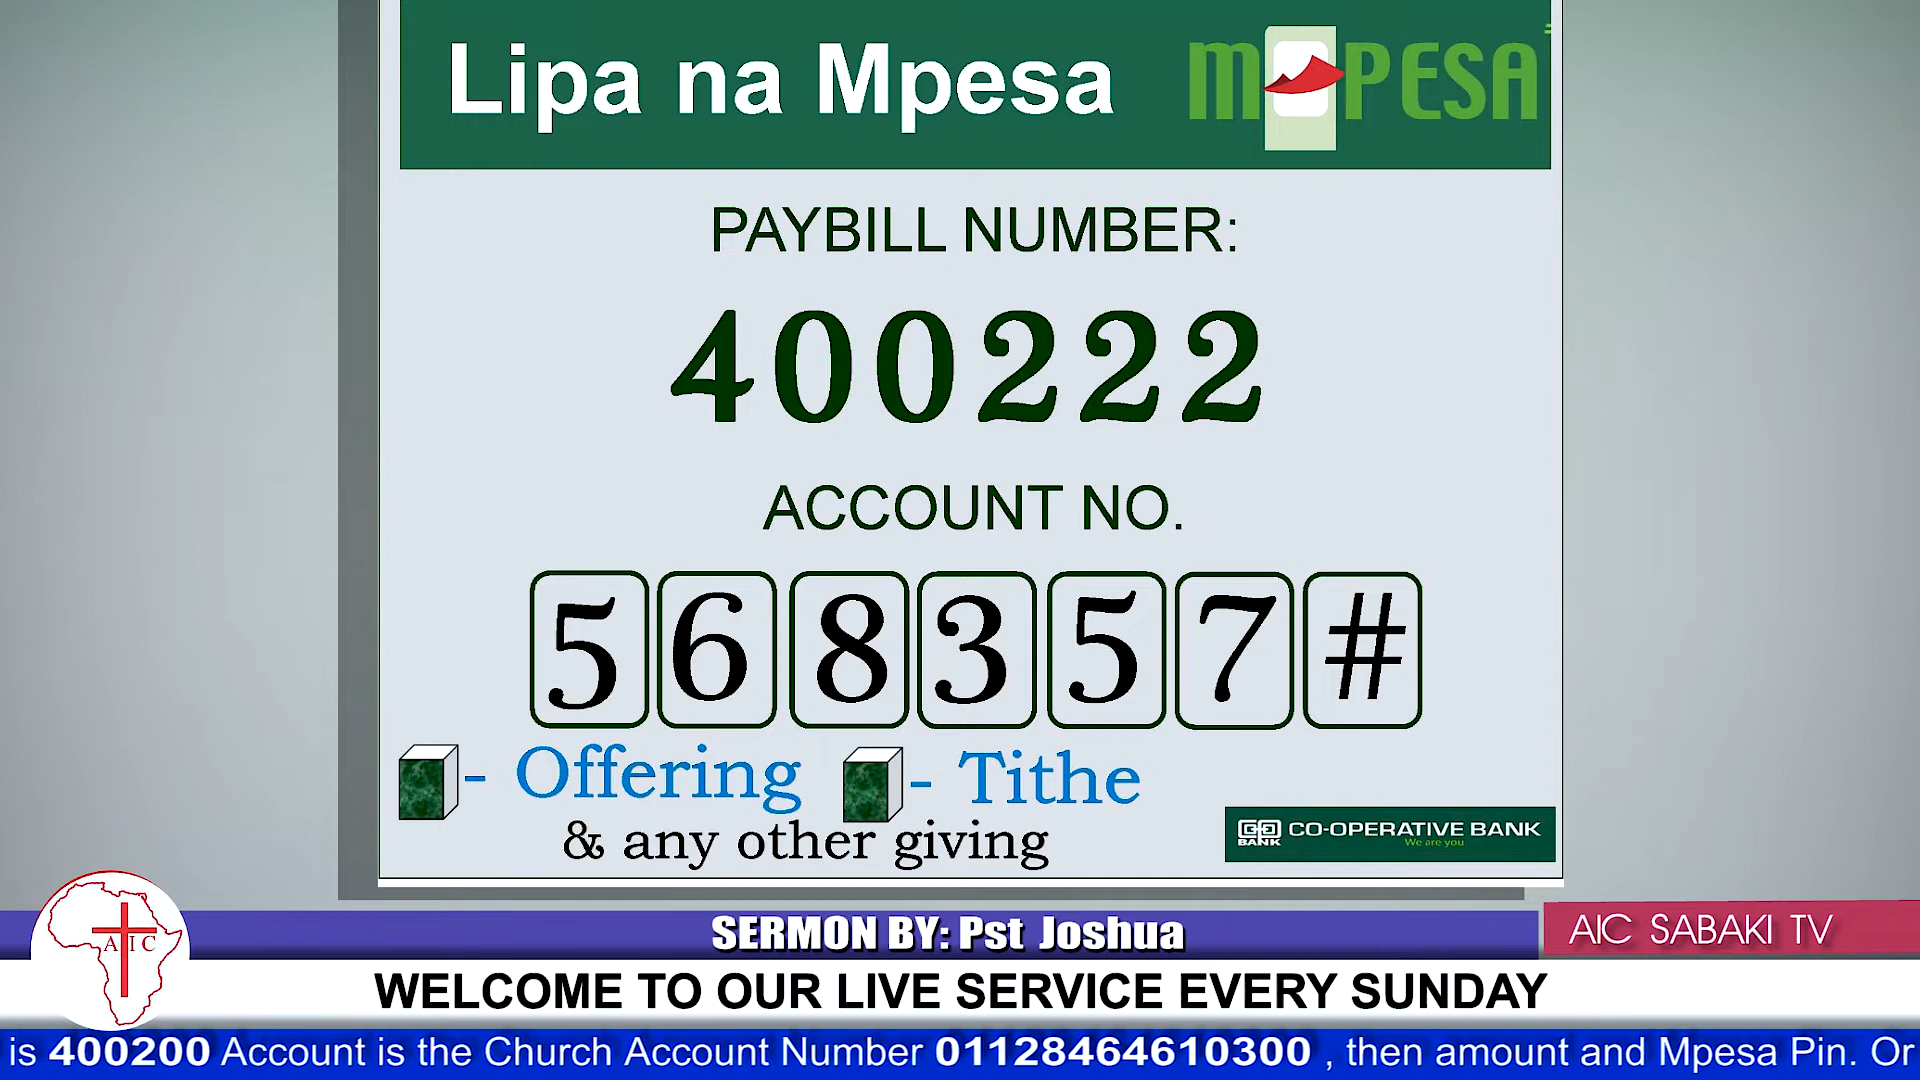 Lipa na Mpesa
M-PESA
PAYBILL NUMBER:
400222
ACCOUNT NO.
568357#
- Offering - Tithe
& any other giving
CO-OPERATIVE BANK
BANK
We are you
SERMON BY: Pst Joshua
AIC SABAKI TV
AIC
WELCOME TO OUR LIVE SERVICE EVERY SUNDAY
is 400200 Account is the Church Account Number 01128464610300 , then amount and Mpesa Pin. Or